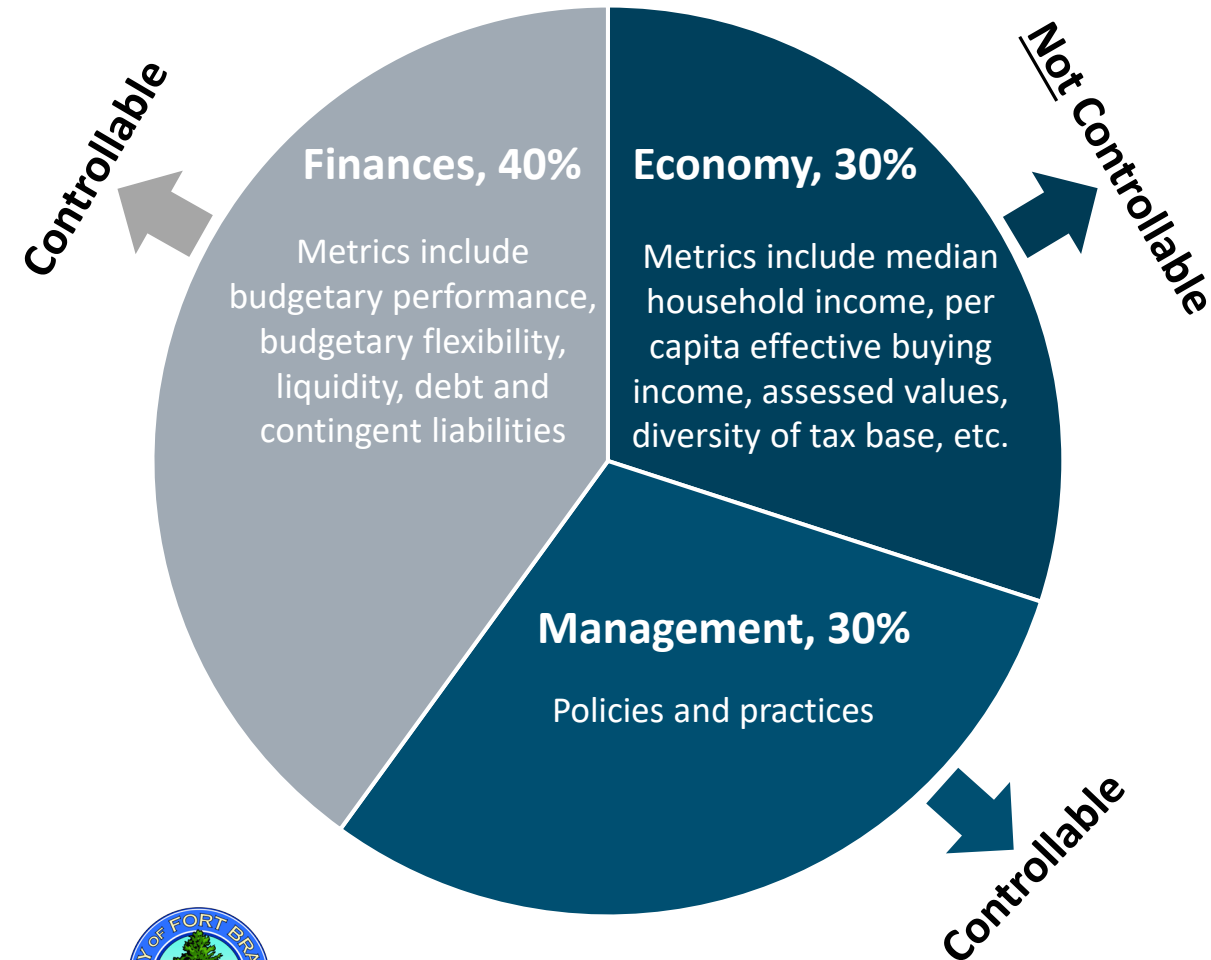 Controllable
Not Controllable
Finances, 40%
Metrics include
budgetary performance,
budgetary flexibility,
liquidity, debt and
contingent liabilities
Economy, 30%
Metrics include median
household income, per
capita effective buying
income, assessed values,
diversity of tax base, etc.
Management, 30%
Policies and practices
Controllable
OF FORT